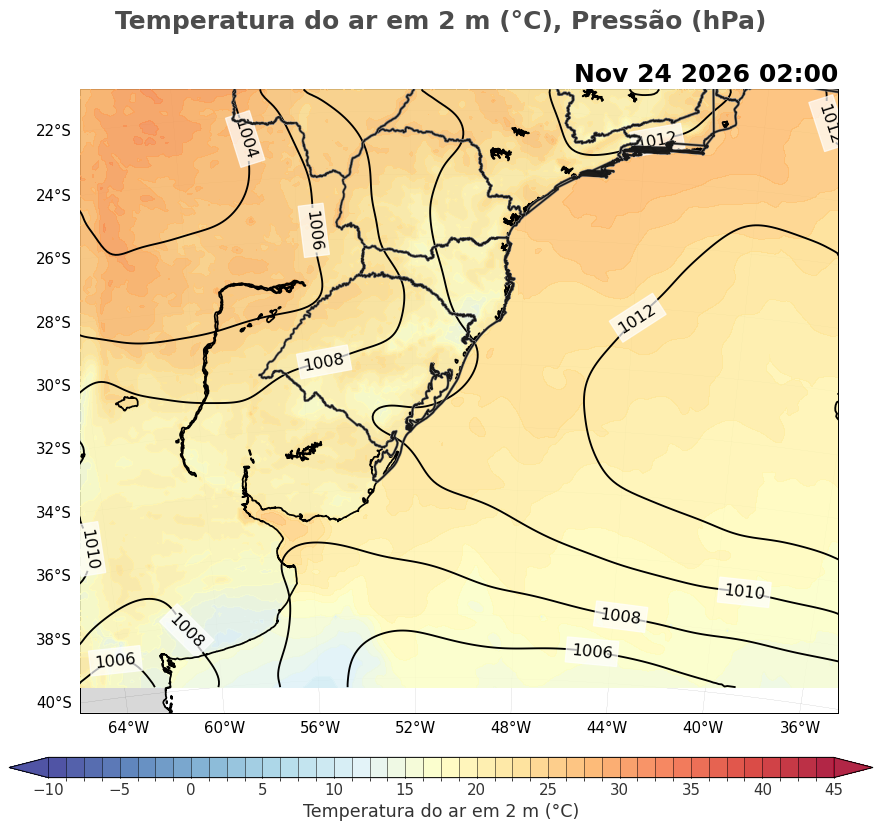 Temperatura do ar em 2 m (°C), Pressão (hPa)
Nov 24 2026 02:00
22°S
24°S
26°S
28°S
30°S
32°S
34°S
36°S
38°S
40°S
1004
1012
1012
1006
1012
1008
1010
1010
1008
1008
1006
1006
64°W 60°W 56°W 52°W 48°W 44°W 40°W 36°W
−10 −5 0 5 10 15 20 25 30 35 40 45
Temperatura do ar em 2 m (°C)